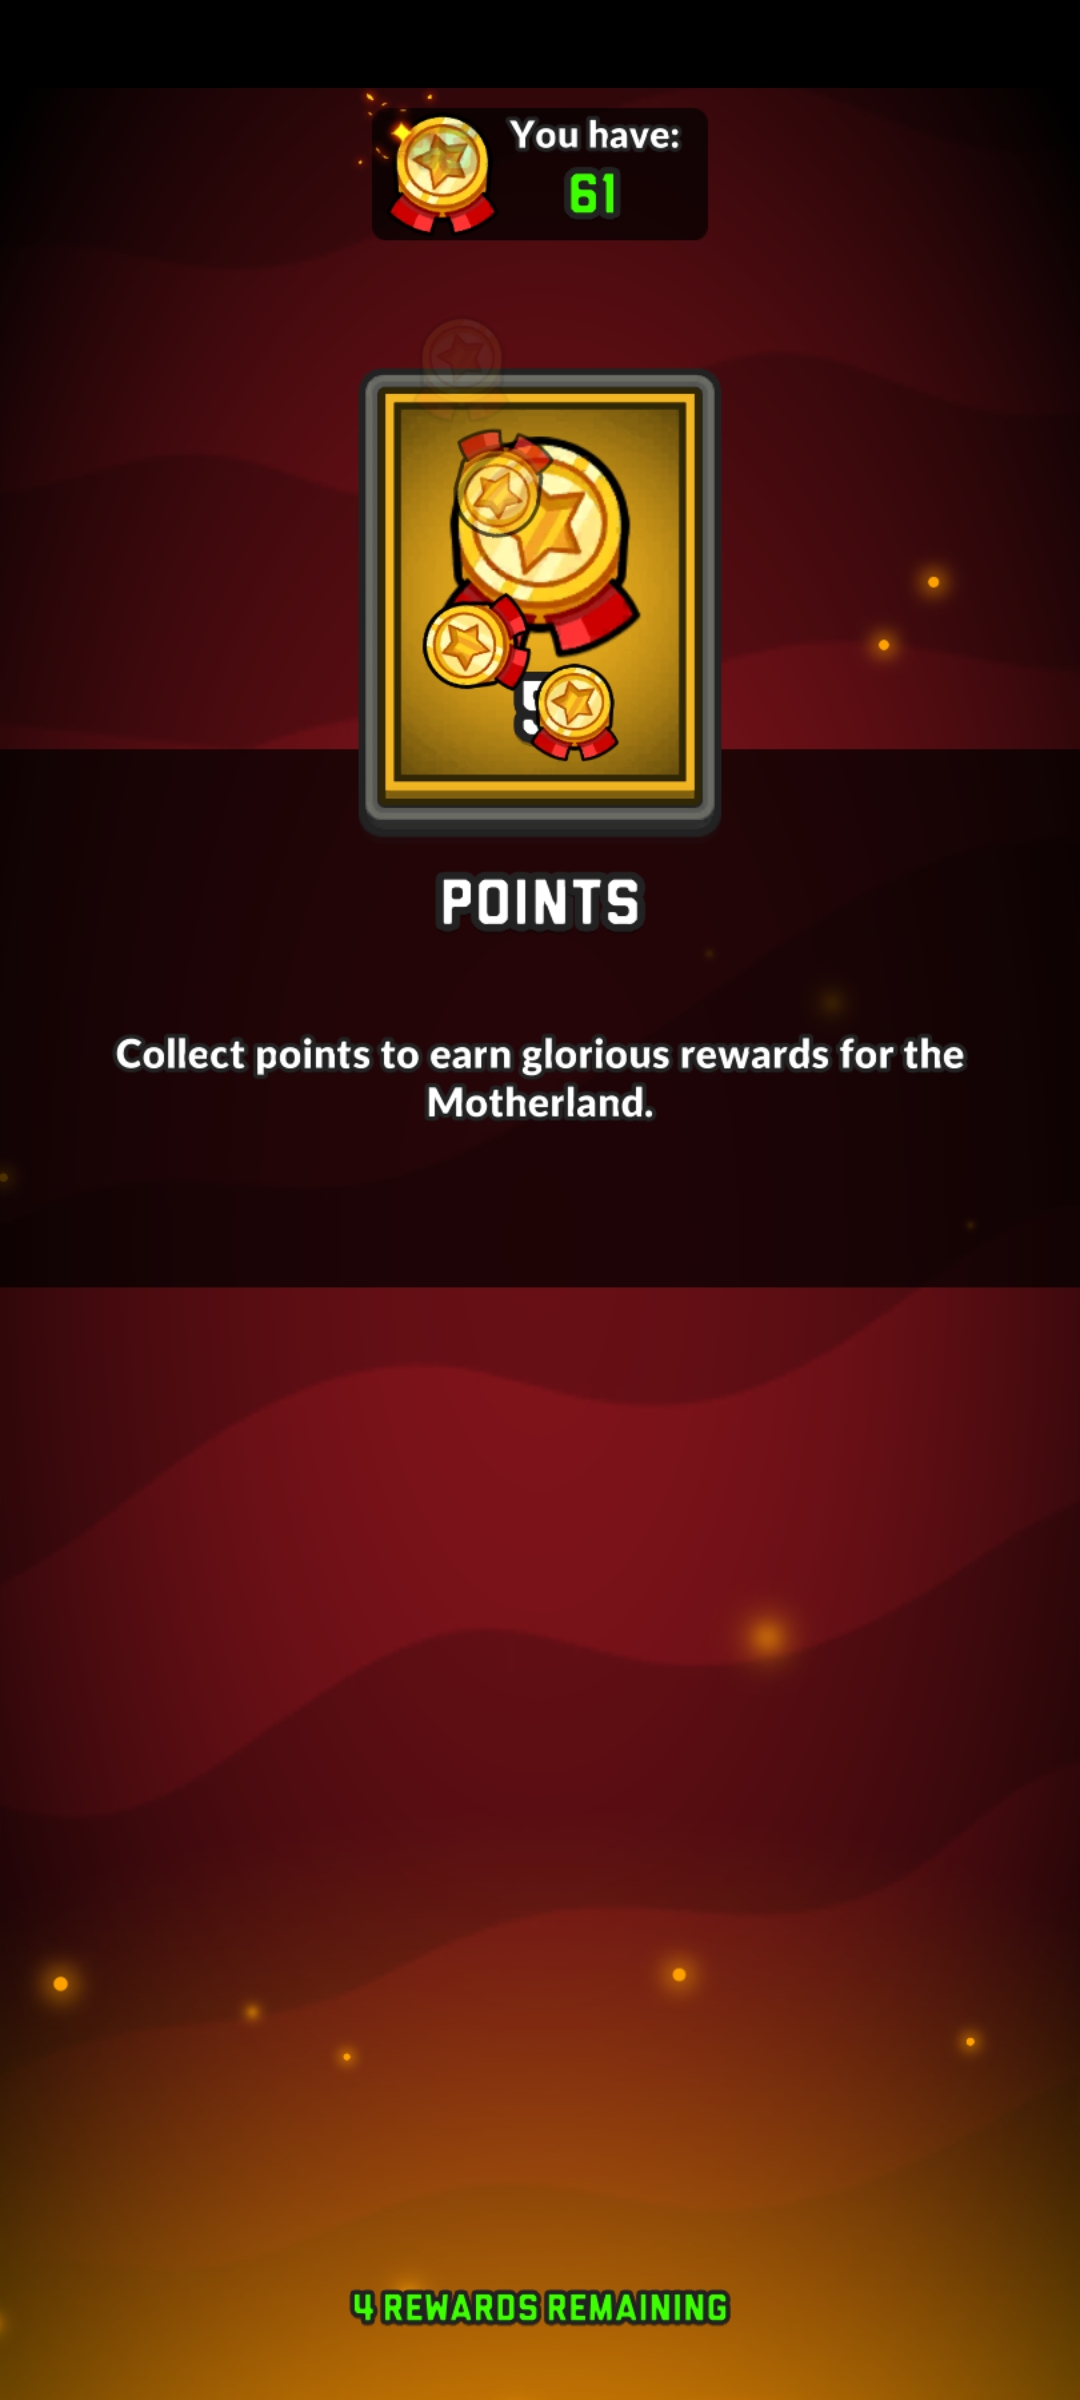 You have:
61
POINTS
Collect points to earn glorious rewards for the
Motherland.
4 REWARDS REMAINING